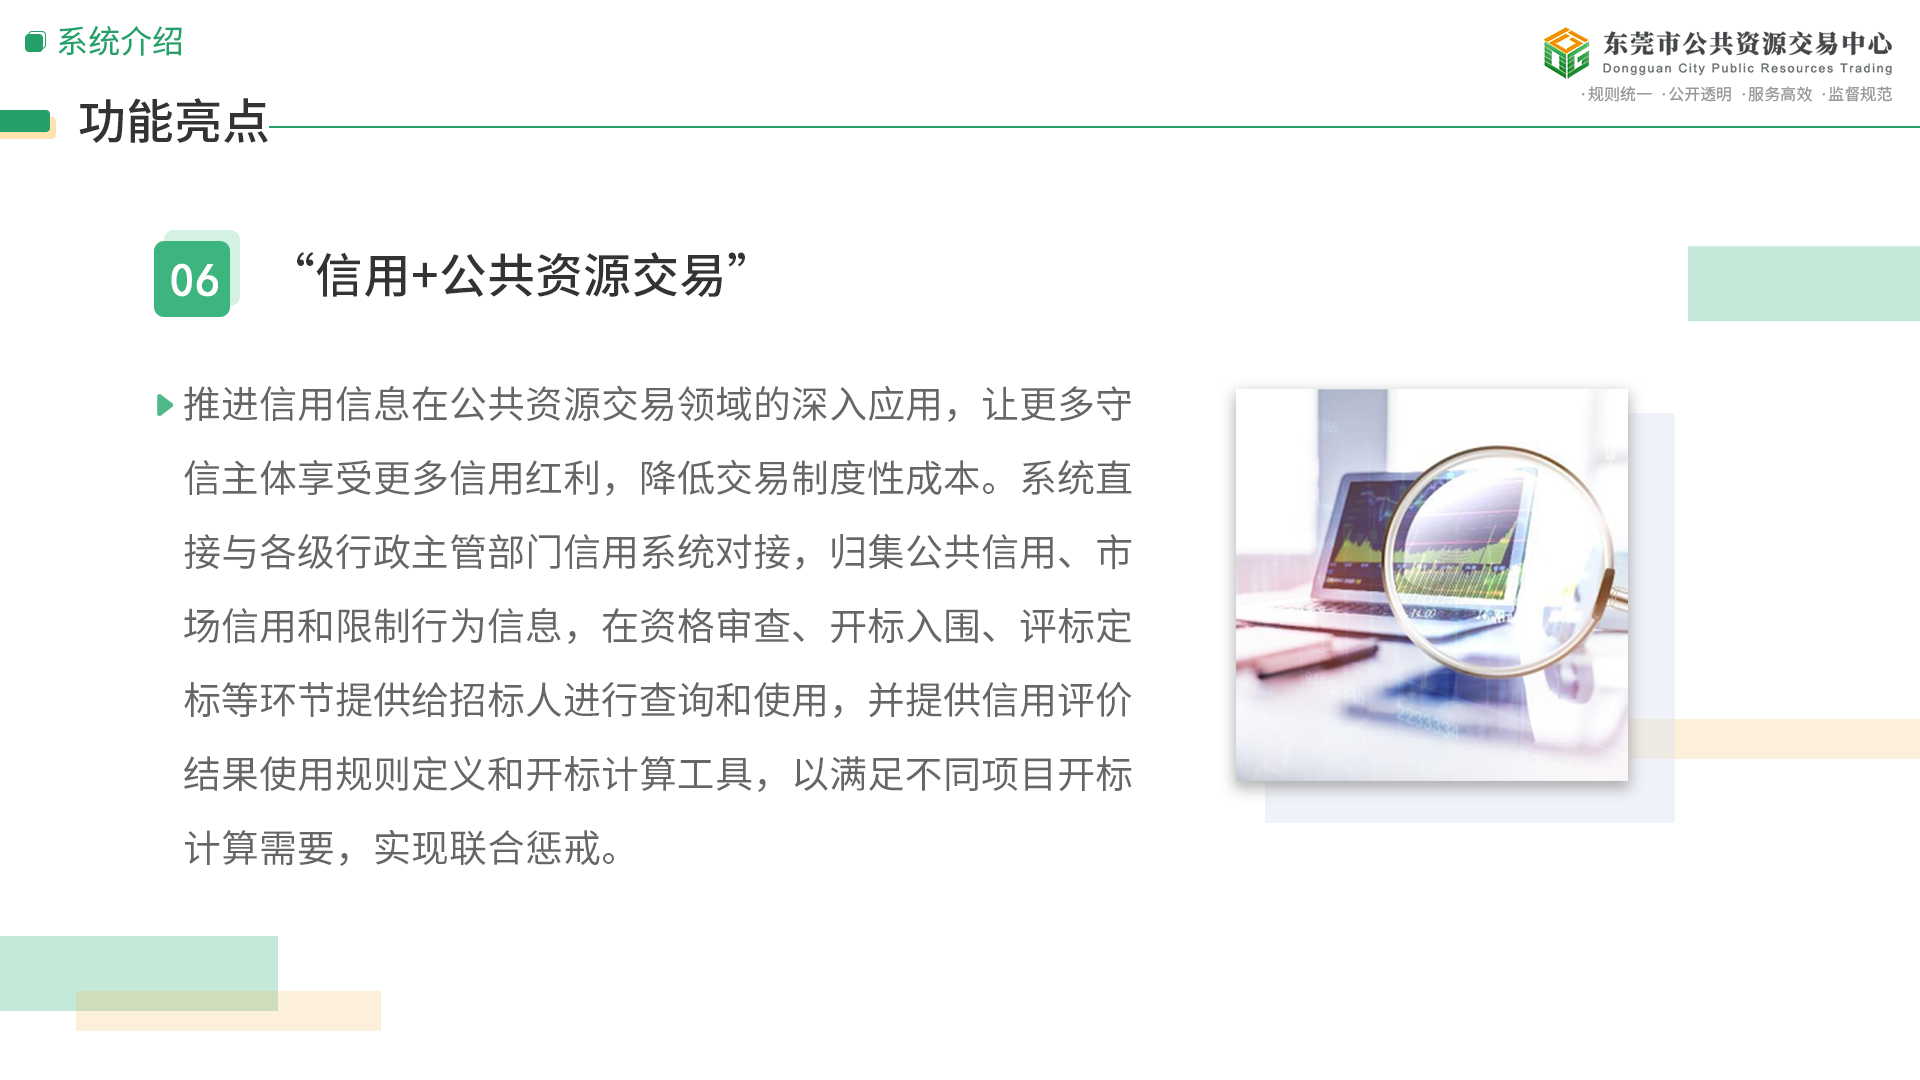 系统介绍
东莞市公共资源交易中心
Dongguan City Public Resources Trading
·规则统一 ·公开透明 ·服务高效 ·监督规范
功能亮点
06
“信用+公共资源交易”
推进信用信息在公共资源交易领域的深入应用，让更多守
信主体享受更多信用红利，降低交易制度性成本。系统直
接与各级行政主管部门信用系统对接，归集公共信用、市
场信用和限制行为信息，在资格审查、开标入围、评标定
标等环节提供给招标人进行查询和使用，并提供信用评价
结果使用规则定义和开标计算工具，以满足不同项目开标
计算需要，实现联合惩戒。